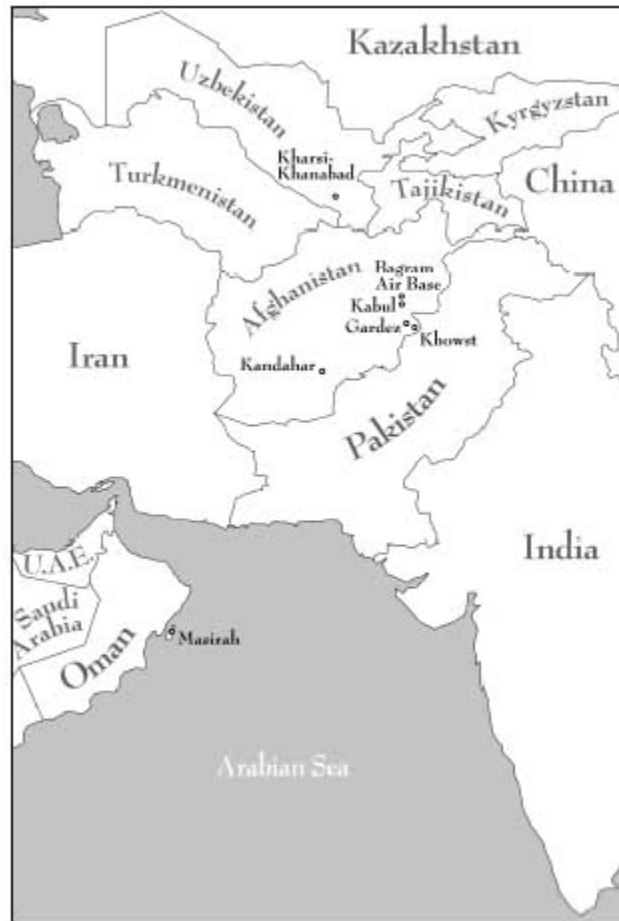 Kazakhstan
Uzbekistan
Kyrgyzstan
Kharsi-
Khanabad
Turkmenistan
Tajikistan
China
Afghanistan
Bagram
Air Base
Kabul
Gardez
Khowst
Iran
Kandahar
Pakistan
India
U.A.E.
Saudi
Arabia
Oman
Masirah
Arabian Sea